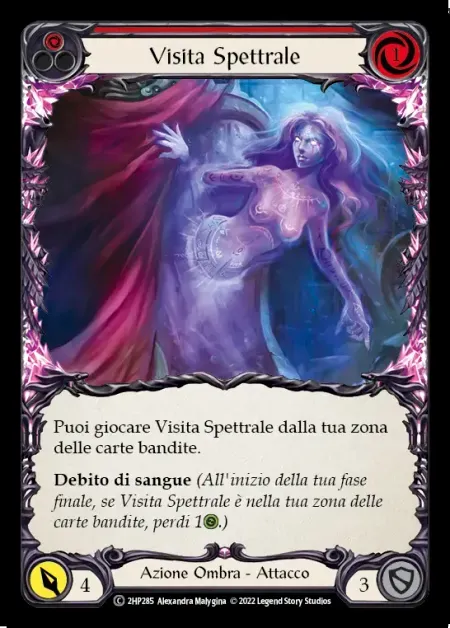 Visita Spettrale
1
Puoi giocare Visita Spettrale dalla tua zona
delle carte bandite.
Debito di sangue (All'inizio della tua fase
finale, se Visita Spettrale è nella tua zona delle
carte bandite, perdi 1.)
4
Azione Ombra - Attacco
3
C 2HP285 Alexandra Malygina © 2022 Legend Story Studios